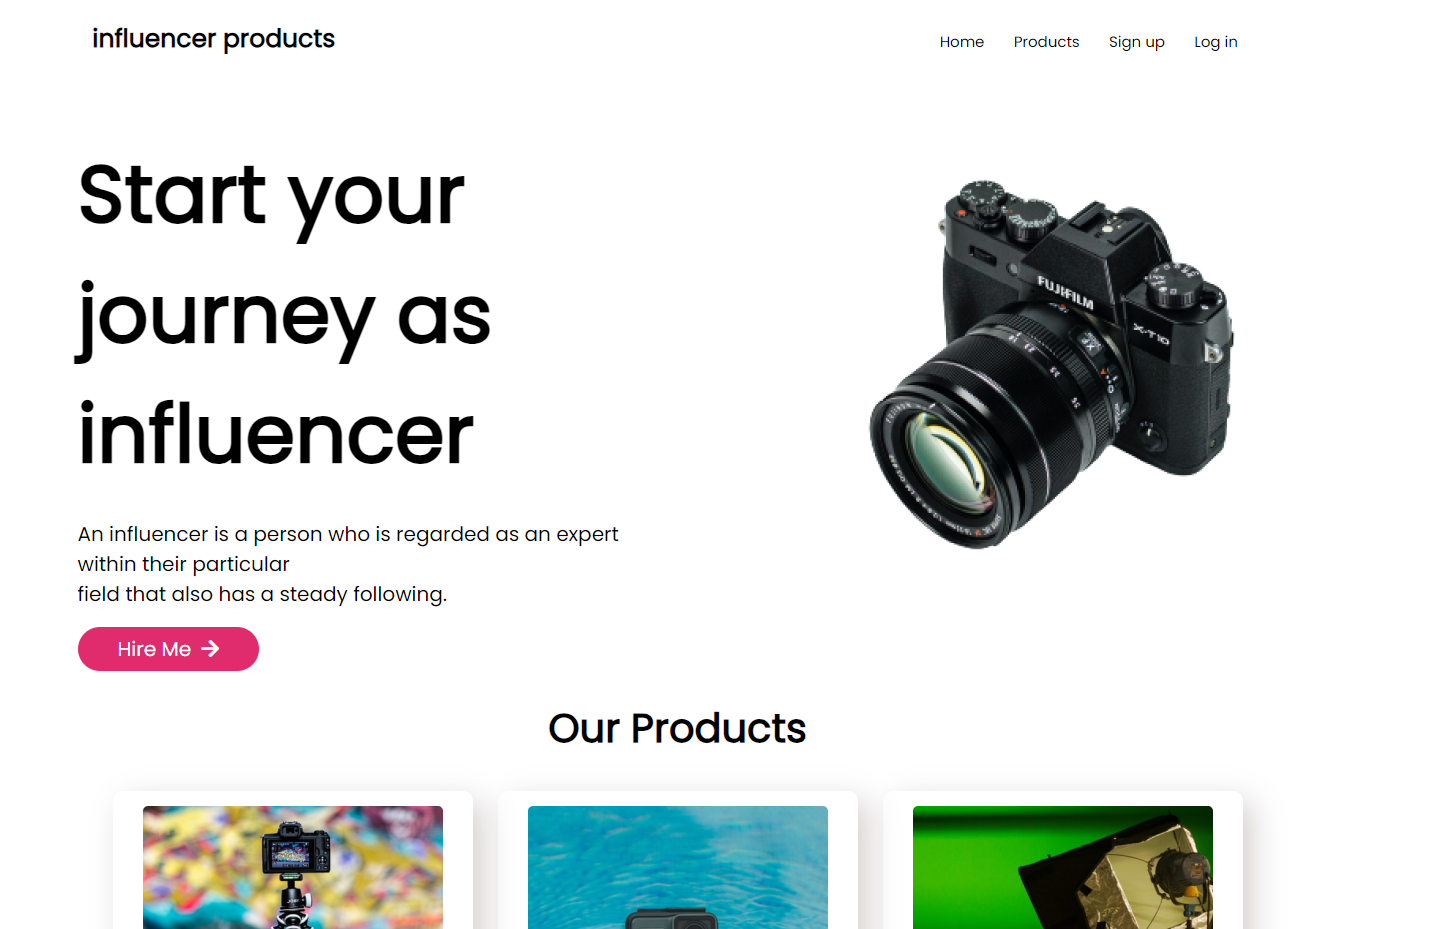 influencer products
Home Products Sign up Log in
Start your
journey as
influencer
FUJIFILM
X-T10
An influencer is a person who is regarded as an expert
within their particular
field that also has a steady following.
Hire Me
Our Products